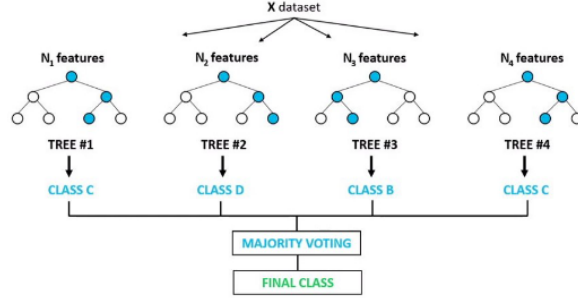 X dataset
N₁ features
N₂ features
N₃ features
N₄ features
TREE #1
TREE #2
TREE #3
TREE #4
CLASS C
CLASS D
CLASS B
CLASS C
MAJORITY VOTING
FINAL CLASS